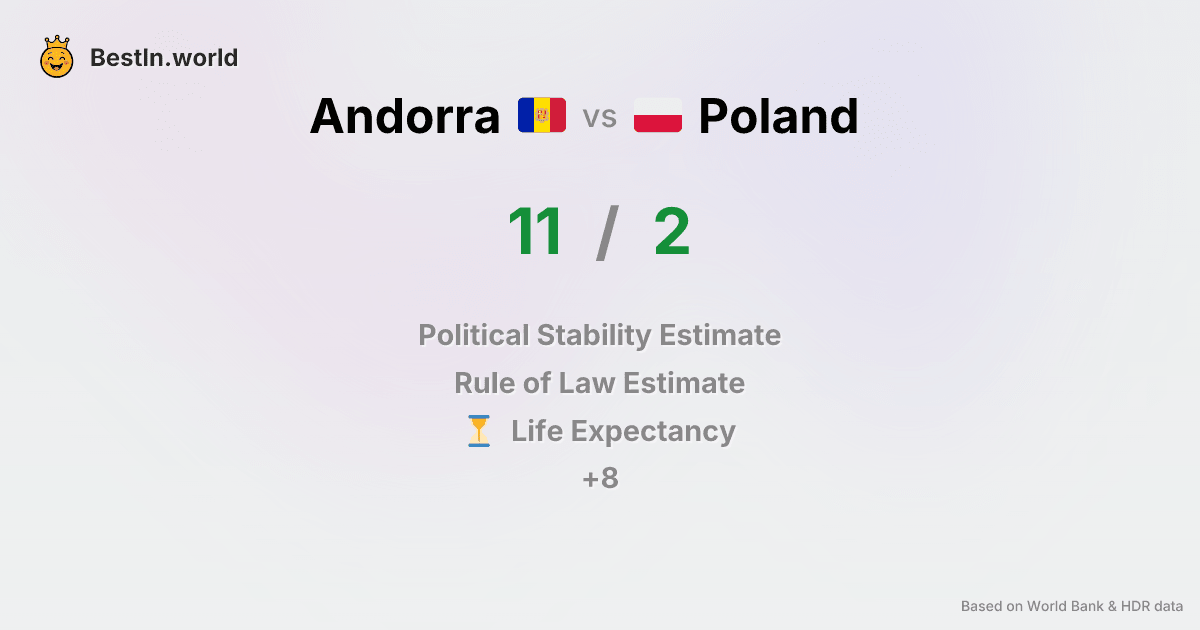 BestIn.world
Andorra vs Poland
11 / 2
Political Stability Estimate
Rule of Law Estimate
Life Expectancy
+8
Based on World Bank & HDR data